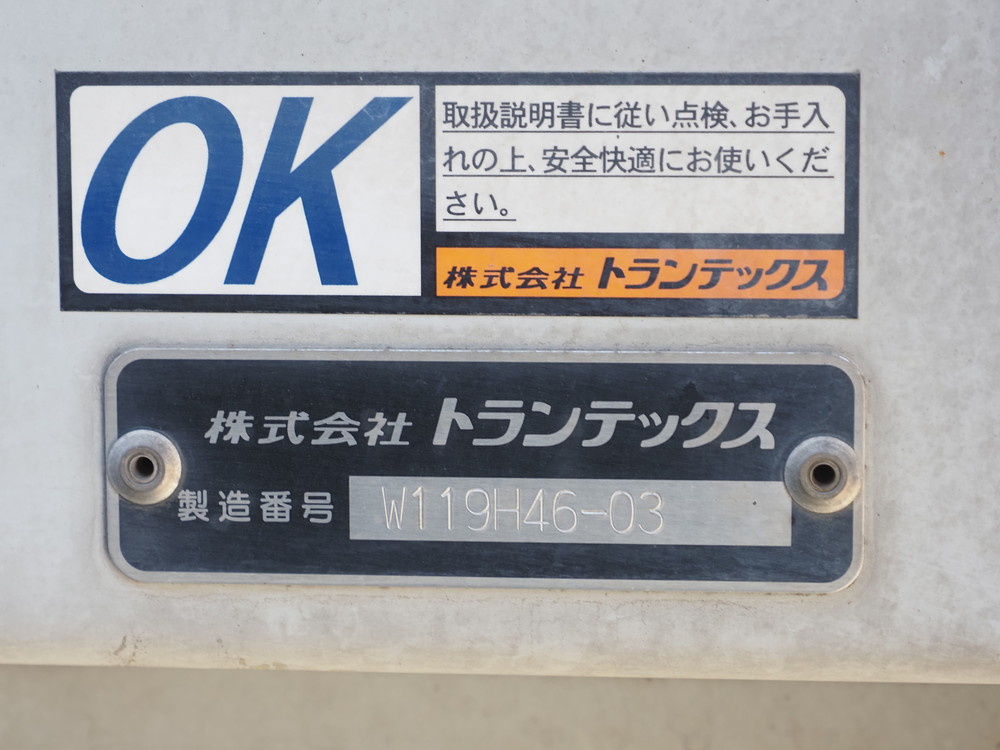 OK
取扱説明書に従い点検、お手入
れの上、安全快適にお使いくだ
さい。
株式会社 トランテックス
株式会社 トランテックス
製造番号 W119H46-03